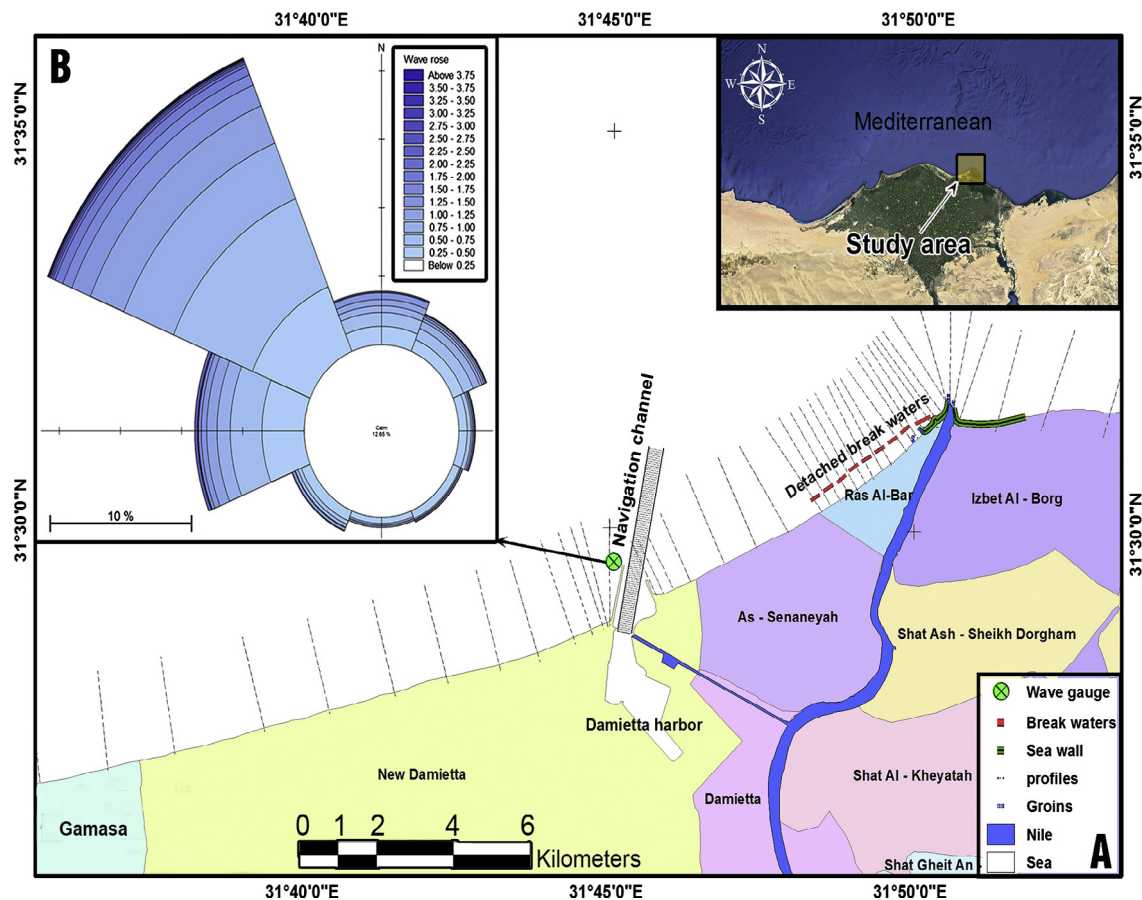 31°40'0"E
31°45'0"E
31°50'0"E
B
N
Wave rose
Above 3.75
3.50 - 3.75
3.25 - 3.50
3.00 - 3.25
2.75 - 3.00
2.50 - 2.75
2.25 - 2.50
2.00 - 2.25
1.75 - 2.00
1.50 - 1.75
1.25 - 1.50
1.00 - 1.25
0.75 - 1.00
0.50 - 0.75
0.25 - 0.50
Below 0.25
Calm
12.65 %
10 %
N
W
E
S
Mediterranean
Study area
31°35'0"N
31°35'0"N
31°30'0"N
31°30'0"N
Navigation channel
Detached break waters
Ras Al-Bar
Izbet Al - Borg
As - Senaneyah
Shat Ash - Sheikh Dorgham
Damietta harbor
New Damietta
Damietta
Shat Al - Kheyatah
Gamasa
Shat Gheit An -
0 1 2 4 6
Kilometers
Wave gauge
Break waters
Sea wall
profiles
Groins
Nile
Sea
A
31°40'0"E
31°45'0"E
31°50'0"E